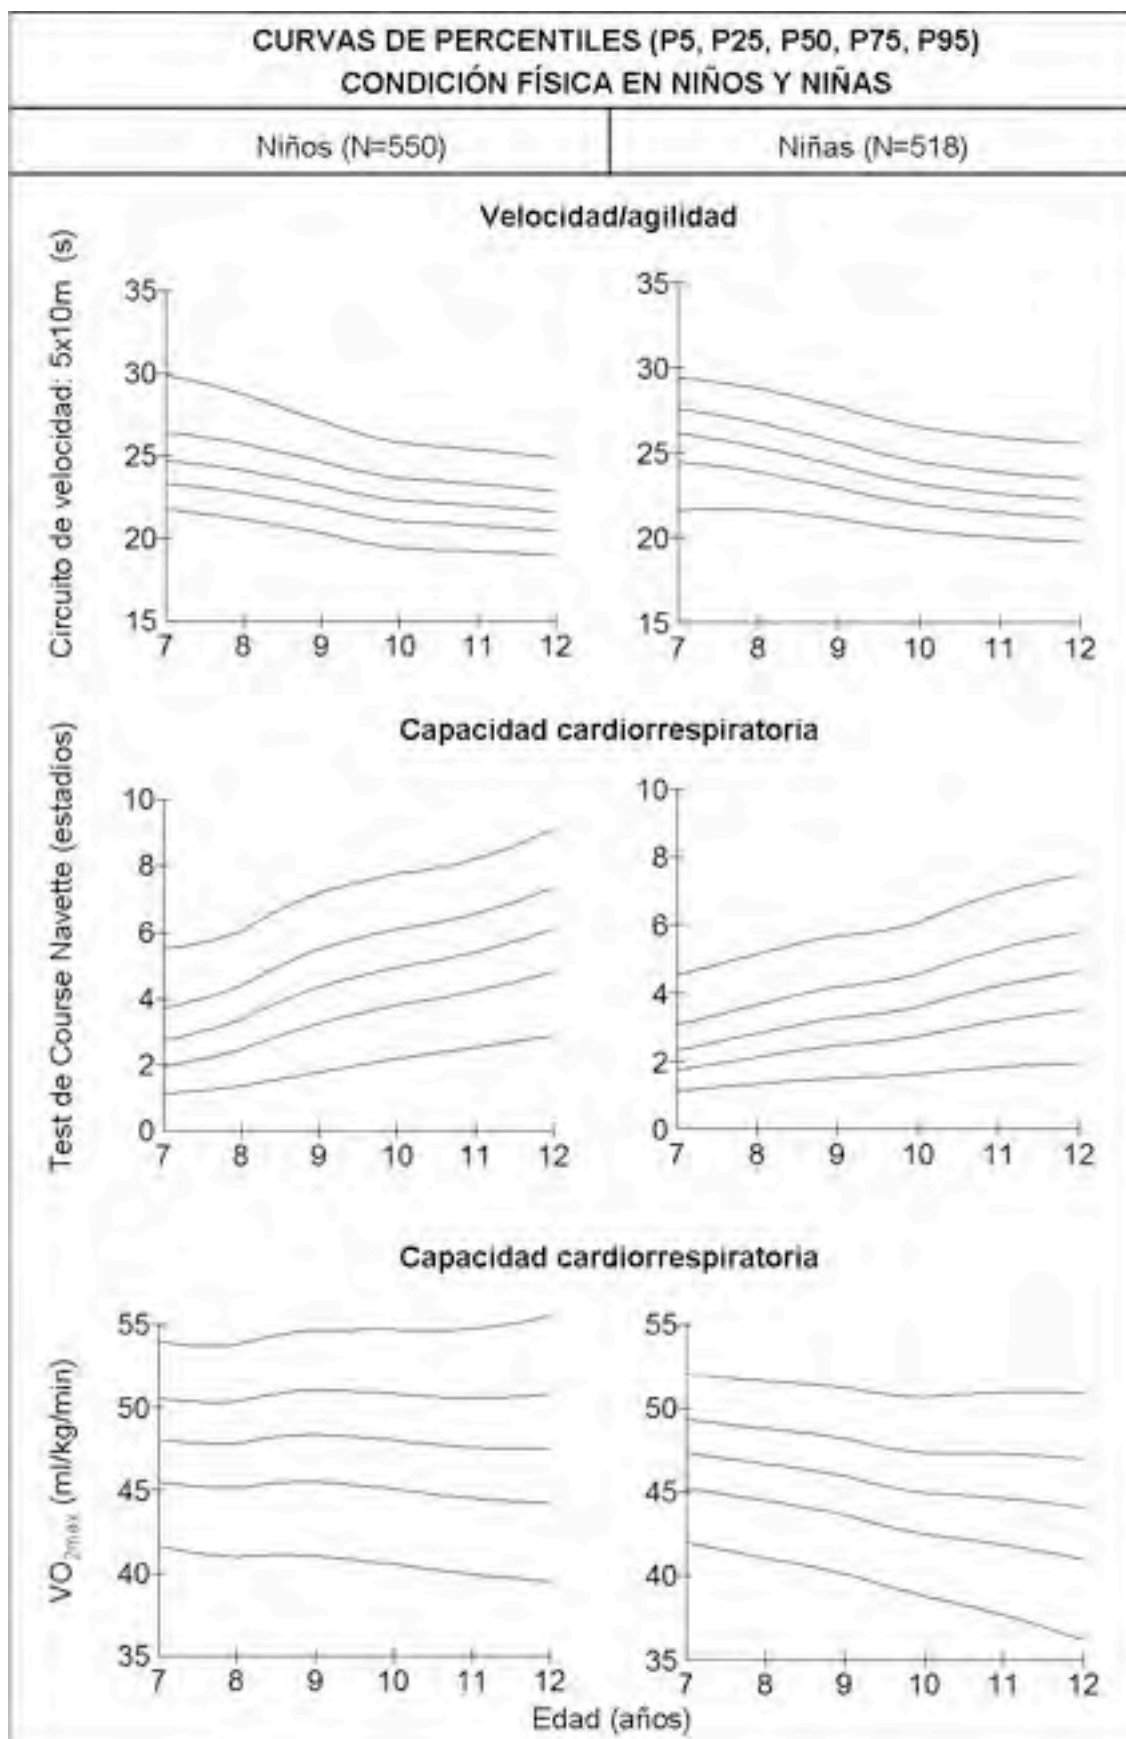 CURVAS DE PERCENTILES (P5, P25, P50, P75, P95)
CONDICIÓN FÍSICA EN NIÑOS Y NIÑAS
Niños (N=550)
Niñas (N=518)
Velocidad/agilidad
Circuito de velocidad: 5x10m (s)
35
30
25
20
15
7 8 9 10 11 12
35
30
25
20
15
7 8 9 10 11 12
Capacidad cardiorrespiratoria
Test de Course Navette (estadios)
10
8
6
4
2
0
7 8 9 10 11 12
10
8
6
4
2
0
7 8 9 10 11 12
Capacidad cardiorrespiratoria
VO2max (ml/kg/min)
55
50
45
40
35
7 8 9 10 11 12
55
50
45
40
35
7 8 9 10 11 12
Edad (años)